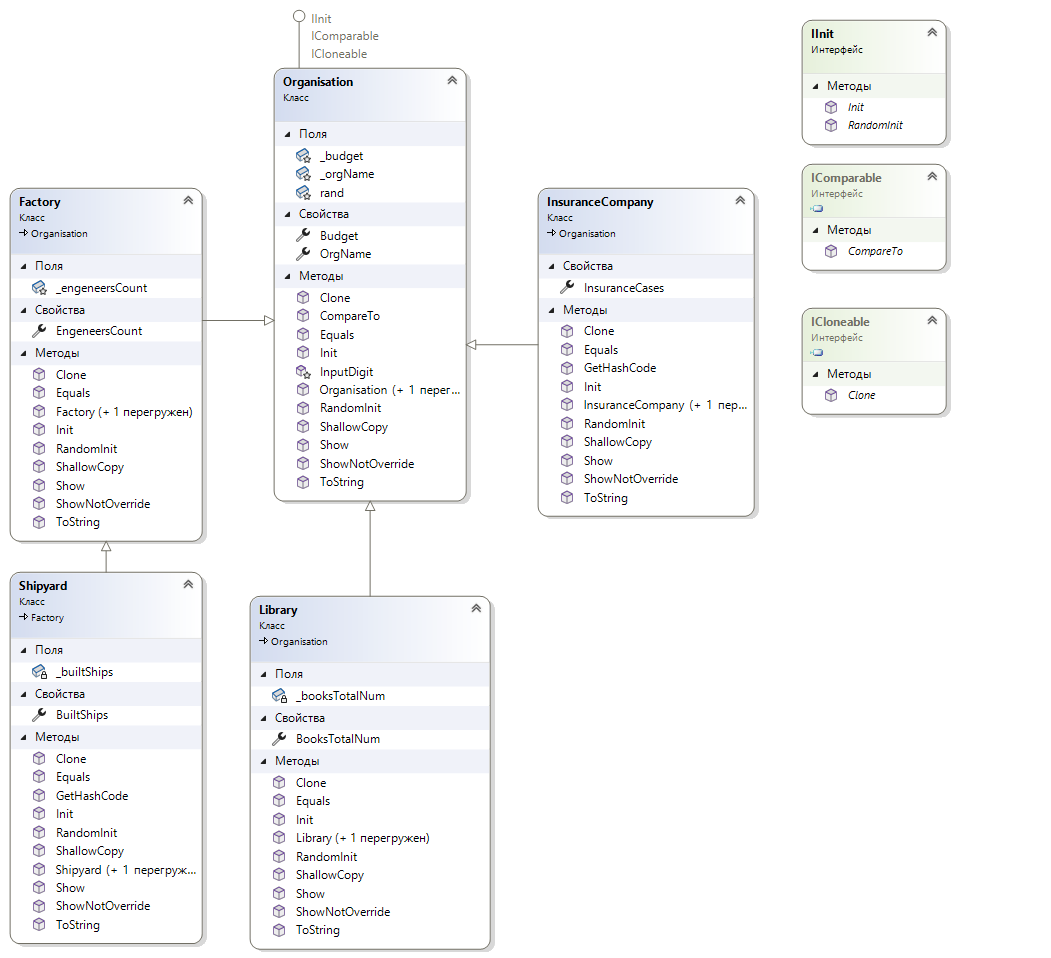 IInit
IComparable
ICloneable
Organisation
Класс
Поля
_budget
_orgName
rand
Свойства
Budget
OrgName
Методы
Clone
CompareTo
Equals
Init
InputDigit
Organisation (+ 1 перег...
RandomInit
ShallowCopy
Show
ShowNotOverride
ToString
Factory
Класс
Organisation
Поля
_engeneersCount
Свойства
EngeneersCount
Методы
Clone
Equals
Factory (+ 1 перегружен)
Init
RandomInit
ShallowCopy
Show
ShowNotOverride
ToString
InsuranceCompany
Класс
Organisation
Свойства
InsuranceCases
Методы
Clone
Equals
GetHashCode
Init
InsuranceCompany (+ 1 пер...
RandomInit
ShallowCopy
Show
ShowNotOverride
ToString
IInit
Интерфейс
Методы
Init
RandomInit
IComparable
Интерфейс
Методы
CompareTo
ICloneable
Интерфейс
Методы
Clone
Shipyard
Класс
Factory
Поля
_builtShips
Свойства
BuiltShips
Методы
Clone
Equals
GetHashCode
Init
RandomInit
ShallowCopy
Shipyard (+ 1 перегруж...
Show
ShowNotOverride
ToString
Library
Класс
Organisation
Поля
_booksTotalNum
Свойства
BooksTotalNum
Методы
Clone
Equals
Init
Library (+ 1 перегружен)
RandomInit
ShallowCopy
Show
ShowNotOverride
ToString